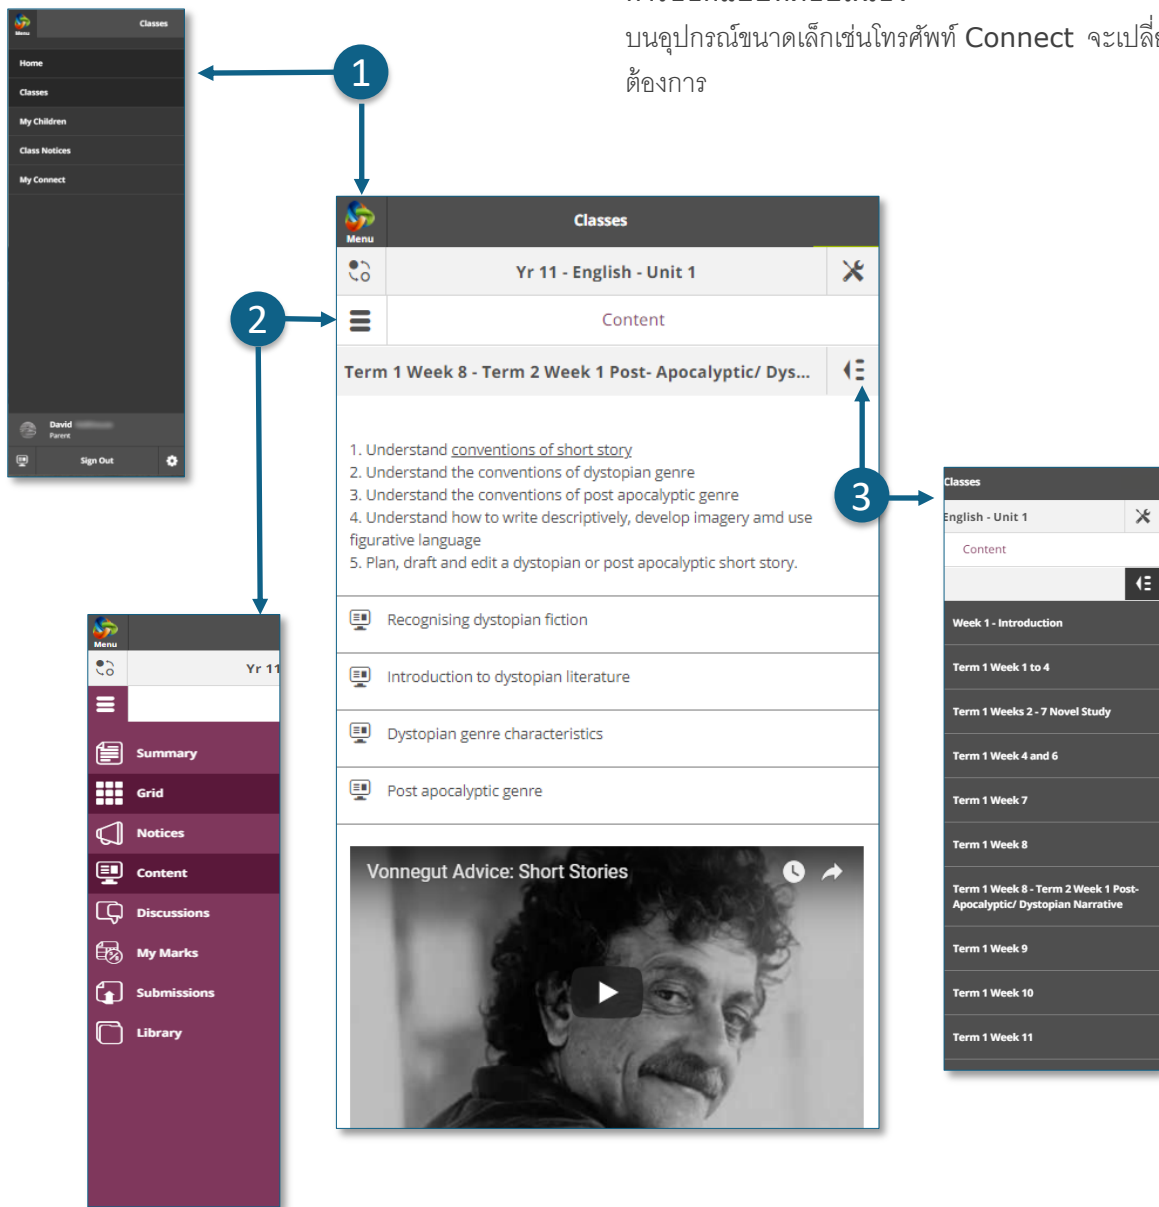 บนอุปกรณ์ขนาดเล็กเช่นโทรศัพท์ Connect จะเปลี่ย
ต้องการ
Menu
Classes
Home
Classes
My Children
Class Notices
My Connect
David
Parent
Sign Out
1
Menu
Classes
Yr 11 - English - Unit 1
Content
Term 1 Week 8 - Term 2 Week 1 Post- Apocalyptic/ Dys...
1. Understand conventions of short story
2. Understand the conventions of dystopian genre
3. Understand the conventions of post apocalyptic genre
4. Understand how to write descriptively, develop imagery amd use
figurative language
5. Plan, draft and edit a dystopian or post apocalyptic short story.
Recognising dystopian fiction
Introduction to dystopian literature
Dystopian genre characteristics
Post apocalyptic genre
Vonnegut Advice: Short Stories
2
Menu
Yr 11
Summary
Grid
Notices
Content
Discussions
My Marks
Submissions
Library
3
Classes
English - Unit 1
Content
Week 1 - Introduction
Term 1 Week 1 to 4
Term 1 Weeks 2 - 7 Novel Study
Term 1 Week 4 and 6
Term 1 Week 7
Term 1 Week 8
Term 1 Week 8 - Term 2 Week 1 Post-
Apocalyptic/ Dystopian Narrative
Term 1 Week 9
Term 1 Week 10
Term 1 Week 11